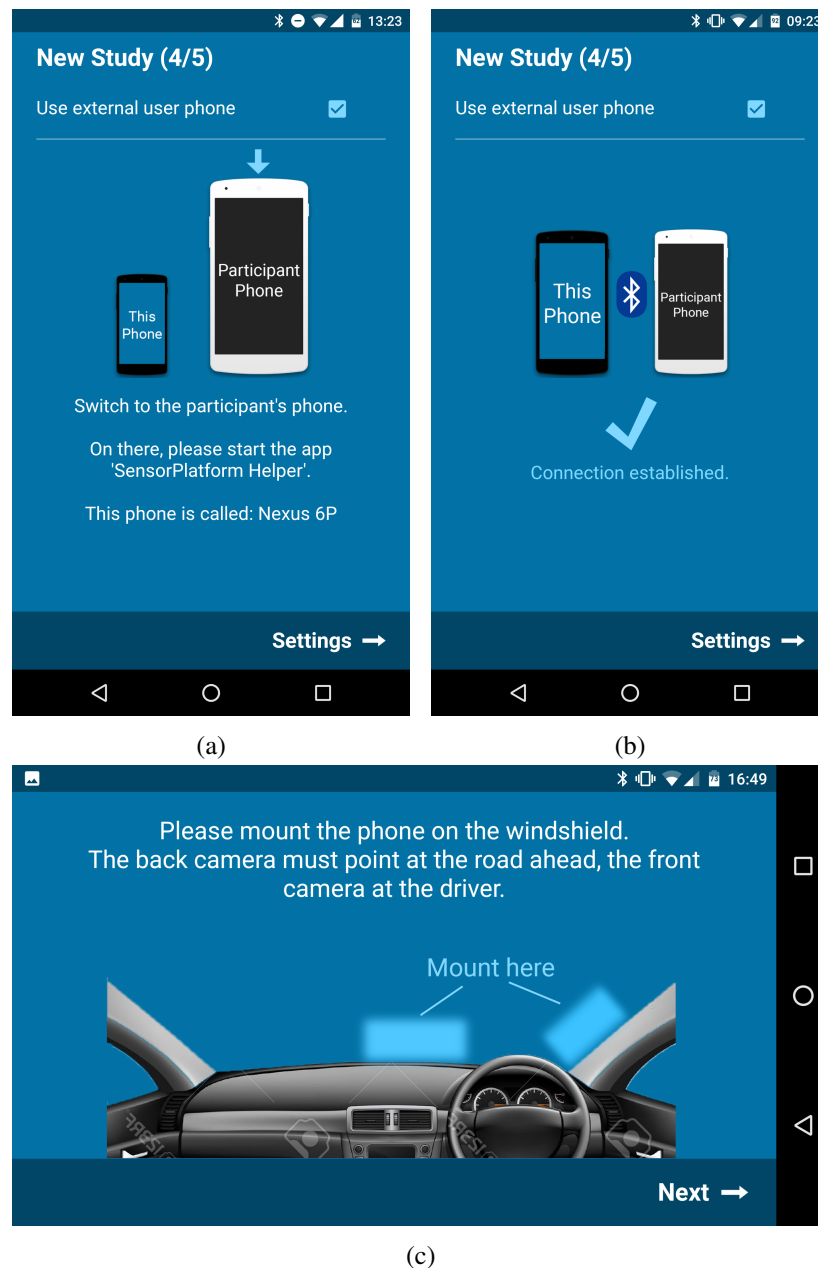 92 13:23
New Study (4/5)
Use external user phone
Participant
Phone
This
Phone
Switch to the participant's phone.
On there, please start the app
'SensorPlatform Helper'.
This phone is called: Nexus 6P
Settings
(a)
92 09:23
New Study (4/5)
Use external user phone
This
Phone
Participant
Phone
Connection established.
Settings
(b)
73 16:49
Please mount the phone on the windshield.
The back camera must point at the road ahead, the front
camera at the driver.
Mount here
Next
(c)